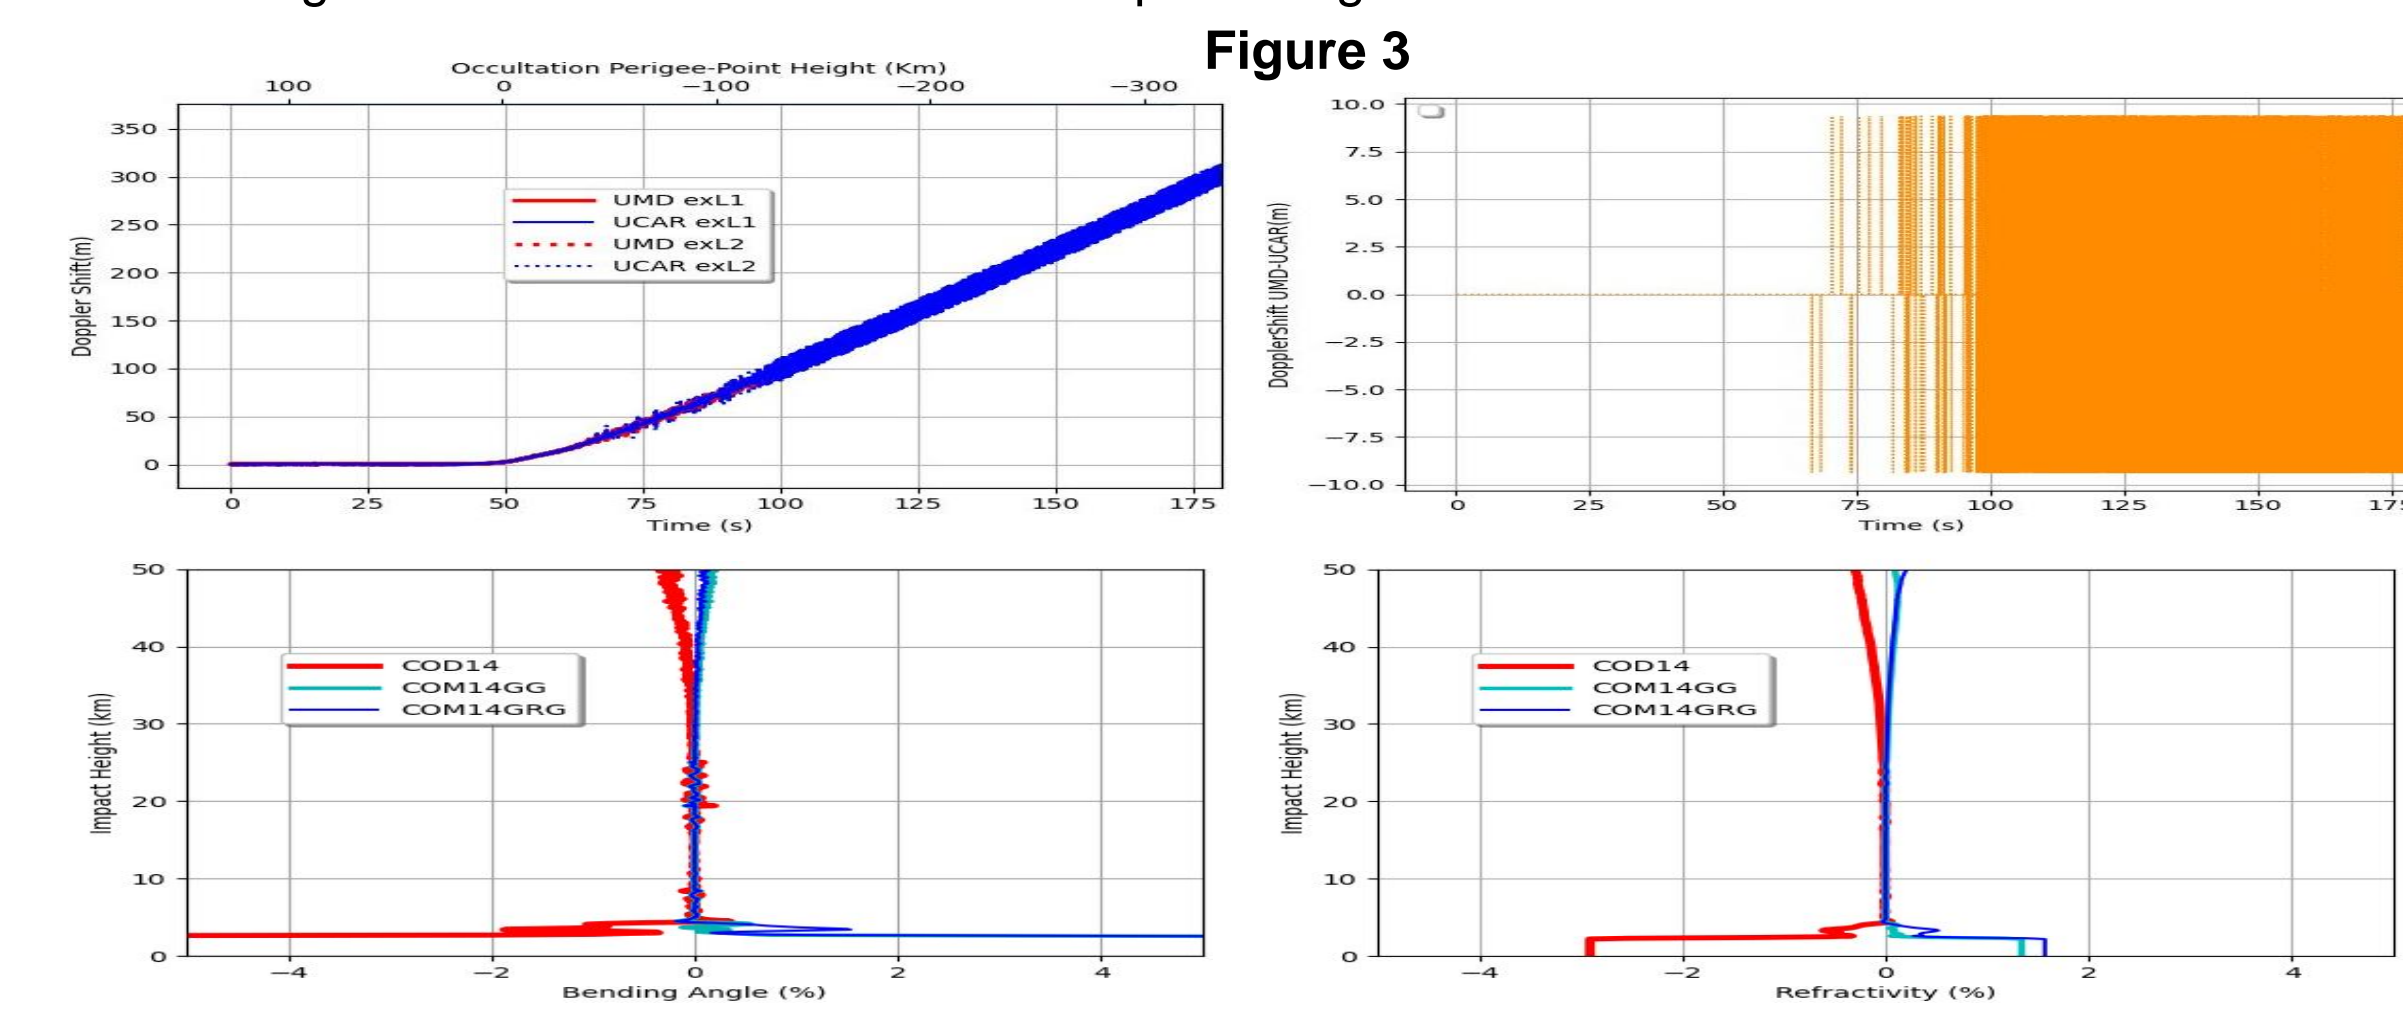 Figure 3
Occultation Perigee-Point Height (Km)
100 0 −100 −200 −300
Doppler Shift(m)
350
300
250
200
150
100
50
0
UMD exL1
UCAR exL1
UMD exL2
UCAR exL2
0 25 50 75 100 125 150 175
Time (s)
DopplerShift UMD-UCAR(m)
10.0
7.5
5.0
2.5
0.0
−2.5
−5.0
−7.5
−10.0
0 25 50 75 100 125 150
Time (s)
Impact Height (km)
50
40
30
20
10
0
COD14
COM14GG
COM14GRG
−4 −2 0 2 4
Bending Angle (%)
Impact Height (km)
50
40
30
20
10
0
COD14
COM14GG
COM14GRG
−4 −2 0 2 4
Refractivity (%)